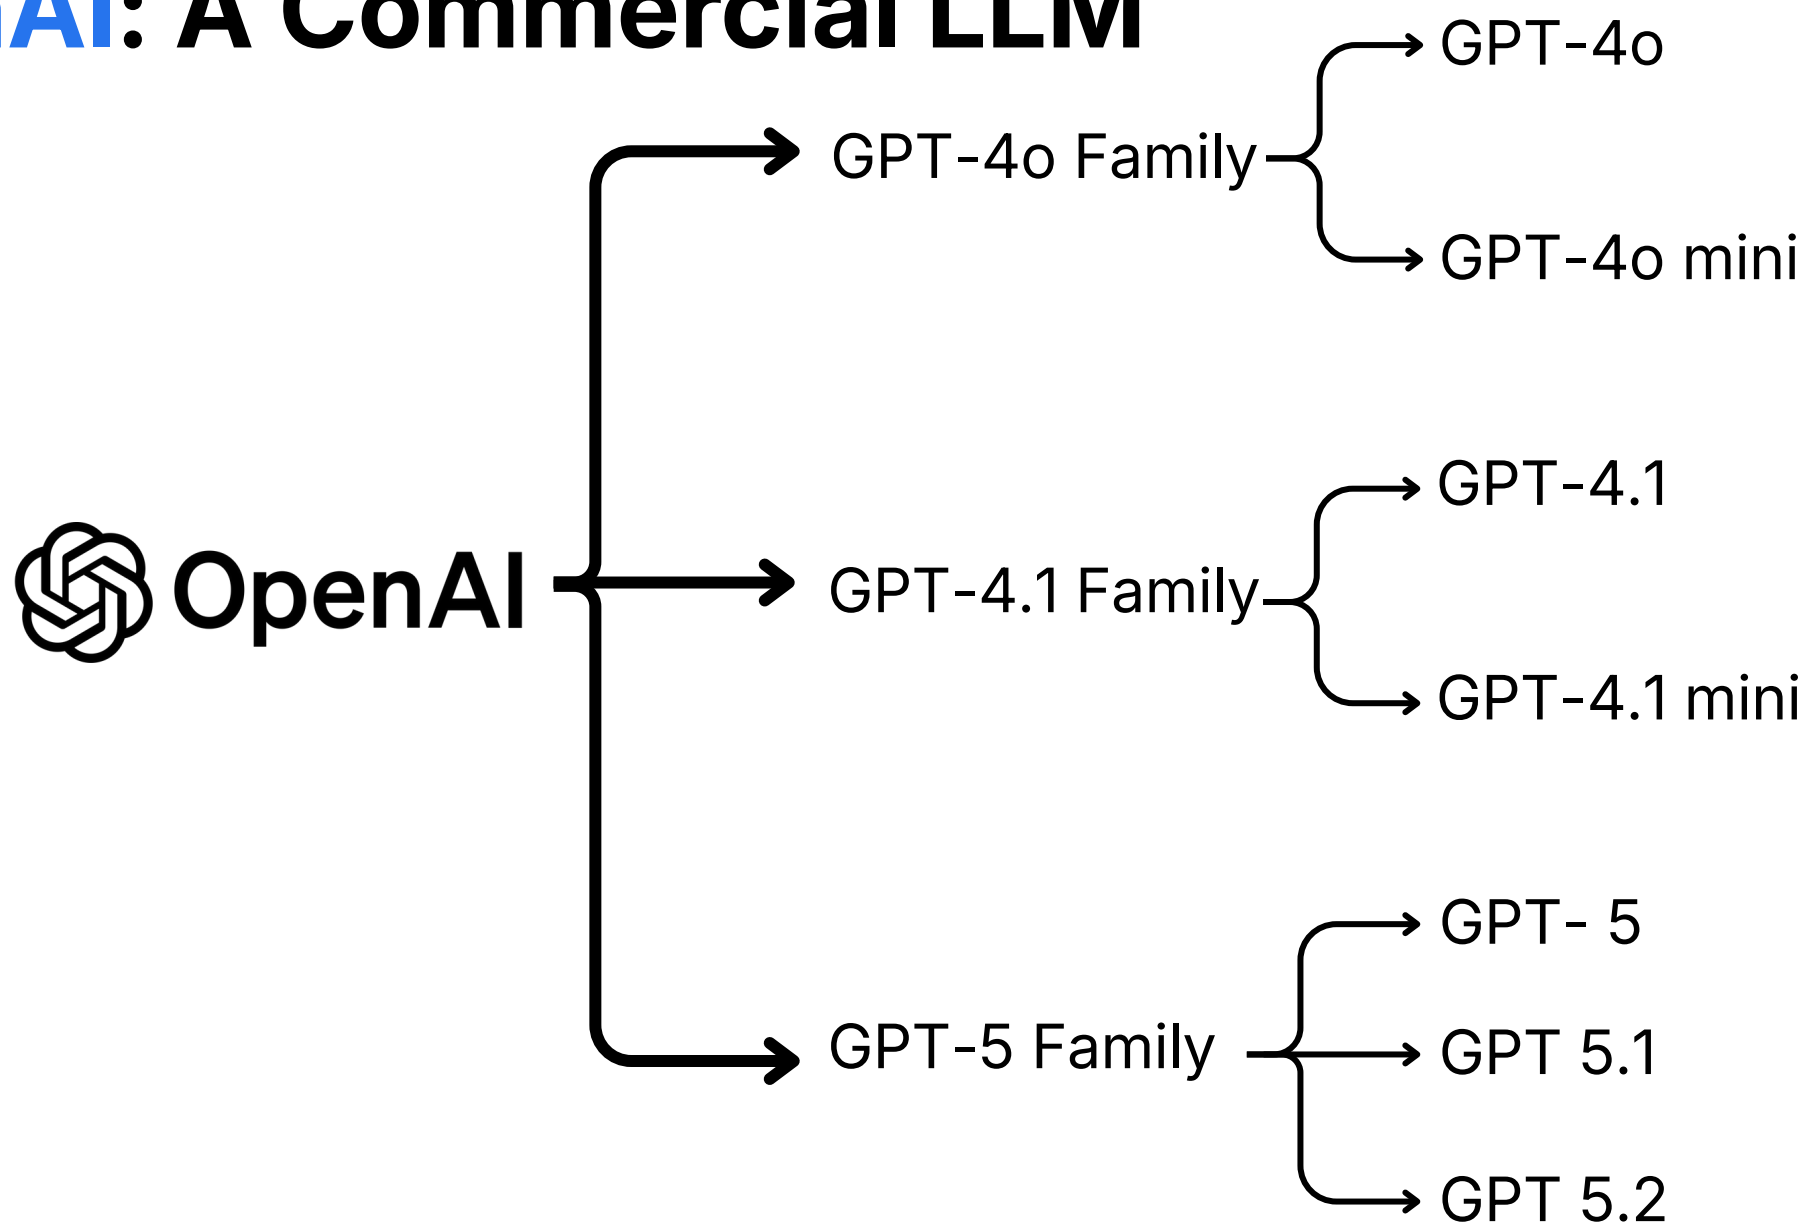 AI: A Commercial LLM
GPT-4o
GPT-4o Family
GPT-4o mini
GPT-4.1
OpenAI
GPT-4.1 Family
GPT-4.1 mini
GPT- 5
GPT-5 Family
GPT 5.1
GPT 5.2